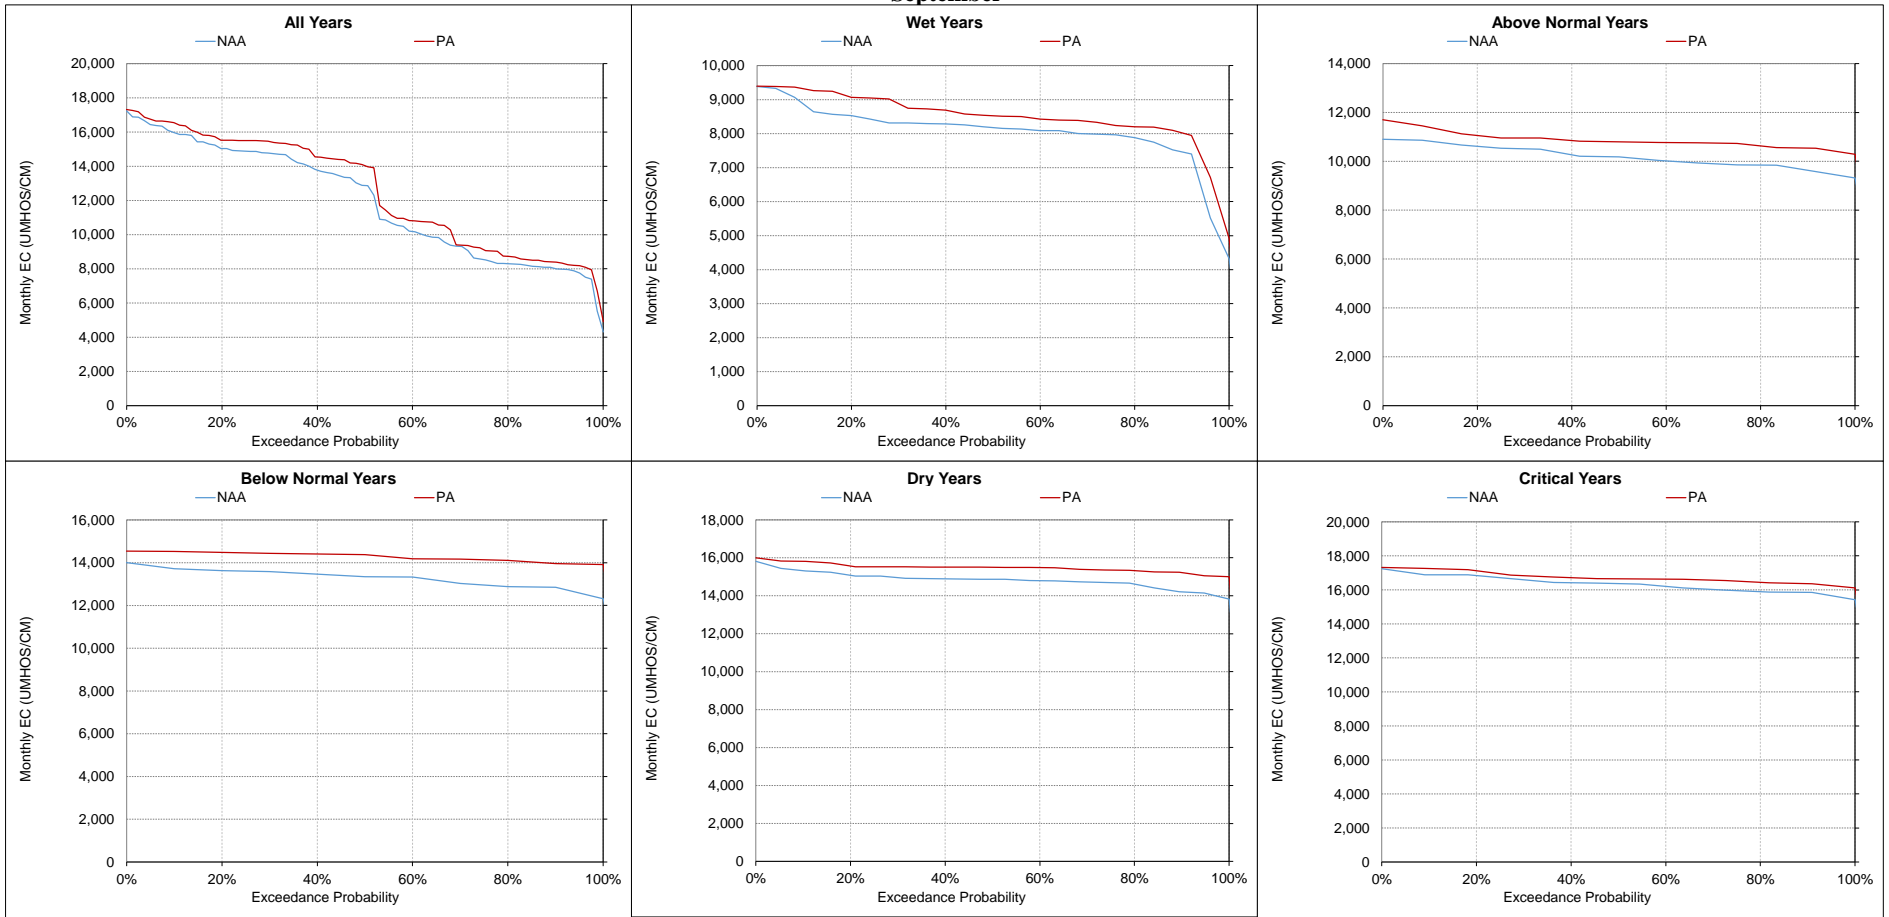 September
All Years
NAA PA
20,000
18,000
16,000
14,000
12,000
10,000
8,000
6,000
4,000
2,000
0
Monthly EC (UMHOS/CM)
0% 20% 40% 60% 80% 100%
Exceedance Probability
Wet Years
NAA PA
10,000
9,000
8,000
7,000
6,000
5,000
4,000
3,000
2,000
1,000
0
Monthly EC (UMHOS/CM)
0% 20% 40% 60% 80% 100%
Exceedance Probability
Above Normal Years
NAA PA
14,000
12,000
10,000
8,000
6,000
4,000
2,000
0
Monthly EC (UMHOS/CM)
0% 20% 40% 60% 80% 100%
Exceedance Probability
Below Normal Years
NAA PA
16,000
14,000
12,000
10,000
8,000
6,000
4,000
2,000
0
Monthly EC (UMHOS/CM)
0% 20% 40% 60% 80% 100%
Exceedance Probability
Dry Years
NAA PA
18,000
16,000
14,000
12,000
10,000
8,000
6,000
4,000
2,000
0
Monthly EC (UMHOS/CM)
0% 20% 40% 60% 80% 100%
Exceedance Probability
Critical Years
NAA PA
20,000
18,000
16,000
14,000
12,000
10,000
8,000
6,000
4,000
2,000
0
Monthly EC (UMHOS/CM)
0% 20% 40% 60% 80% 100%
Exceedance Probability